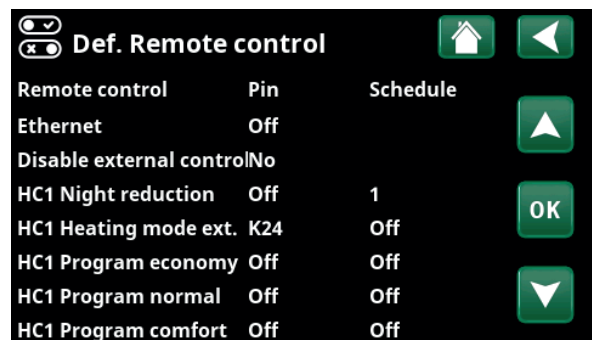 Def. Remote control
Remote control Pin Schedule
Ethernet Off
Disable external control No
HC1 Night reduction Off 1
OK
HC1 Heating mode ext. K24 Off
HC1 Program economy Off Off
HC1 Program normal Off Off
HC1 Program comfort Off Off